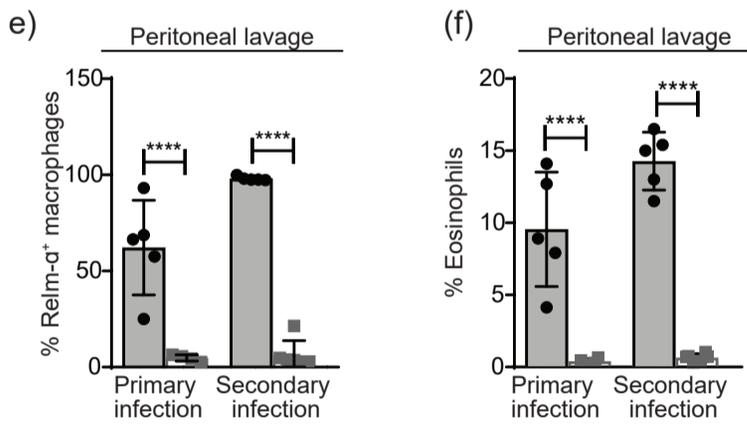 e)
Peritoneal lavage
% Relm-α⁺ macrophages
150
100
50
0
****
****
Primary infection
Secondary infection
(f)
Peritoneal lavage
% Eosinophils
20
15
10
5
0
****
****
Primary infection
Secondary infection